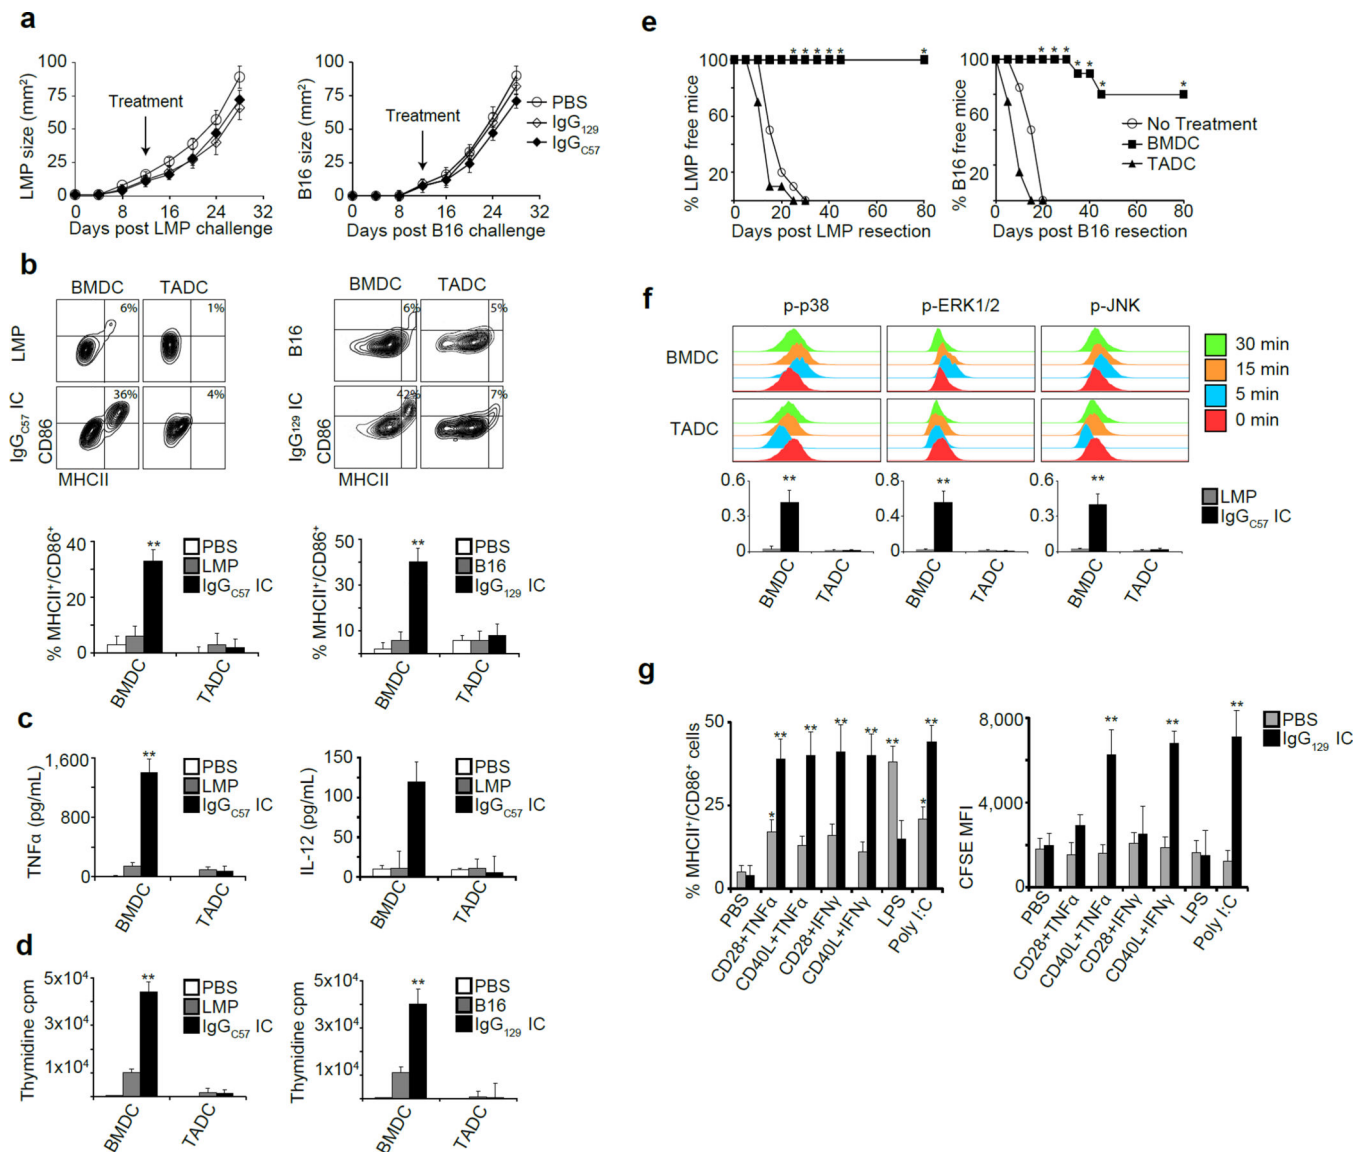 a
LMP size (mm²)
100
75
50
25
0
Treatment
0 8 16 24 32
Days post LMP challenge
B16 size (mm²)
100
75
50
25
0
Treatment
0 8 16 24 32
Days post B16 challenge
PBS
IgG₁₂₉
IgG_C57
b
BMDC TADC
LMP
6% 1%
IgG_C57 IC
36% 4%
CD86
MHCII
BMDC TADC
B16
6% 5%
IgG¹²⁹ IC
42% 7%
CD86
MHCII
% MHCII⁺/CD86⁺
40
20
0
**
PBS
LMP
IgG_C57 IC
BMDC
TADC
% MHCII⁺/CD86⁺
50
30
10
**
PBS
B16
IgG₁₂₉ IC
BMDC
TADC
c
TNFα (pg/mL)
1,600
800
0
**
PBS
LMP
IgG_C57 IC
BMDC
TADC
IL-12 (pg/mL)
150
100
50
0
PBS
LMP
IgG_C57 IC
BMDC
TADC
d
Thymidine cpm
5x10⁴
3x10⁴
1x10⁴
**
PBS
LMP
IgG_C57 IC
BMDC
TADC
Thymidine cpm
5x10⁴
3x10⁴
1x10⁴
**
PBS
B16
IgG₁₂₉ IC
BMDC
TADC
e
% LMP free mice
100
60
20
* * * * * *
0 20 40 60 80
Days post LMP resection
% B16 free mice
100
60
20
* * * * * * *
0 20 40 60 80
Days post B16 resection
No Treatment
BMDC
TADC
f
p-p38 p-ERK1/2 p-JNK
BMDC
TADC
30 min
15 min
5 min
0 min
0.6
0.3
0
**
BMDC
TADC
0.8
0.4
0
**
BMDC
TADC
0.6
0.3
0
**
BMDC
TADC
LMP
IgG_C57 IC
g
% MHCII⁺/CD86⁺ cells
50
25
0
* ** ** ** ** ** * **
PBS
CD28+TNFα
CD40L+TNFα
CD28+IFNγ
CD40L+IFNγ
LPS
Poly I:C
CFSE MFI
8,000
4,000
0
** ** **
PBS
CD28+TNFα
CD40L+TNFα
CD28+IFNγ
CD40L+IFNγ
LPS
Poly I:C
PBS
IgG₁₂₉ IC